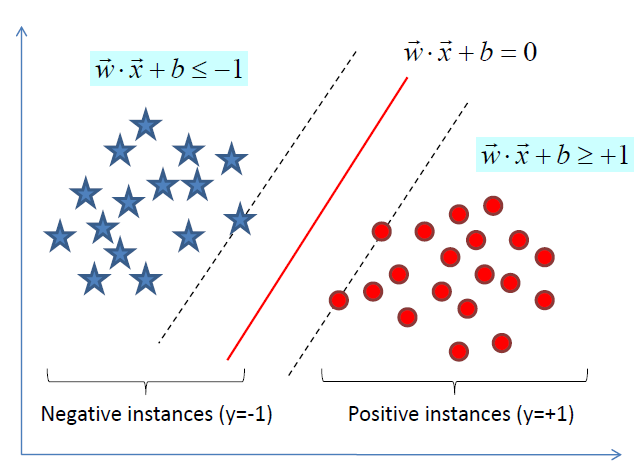 w⃗ · x⃗ + b = 0
w⃗ · x⃗ + b ≤ −1
w⃗ · x⃗ + b ≥ +1
Negative instances (y=-1)
Positive instances (y=+1)